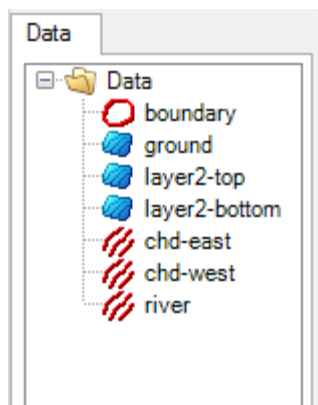 Data
Data
boundary
ground
layer2-top
layer2-bottom
chd-east
chd-west
river